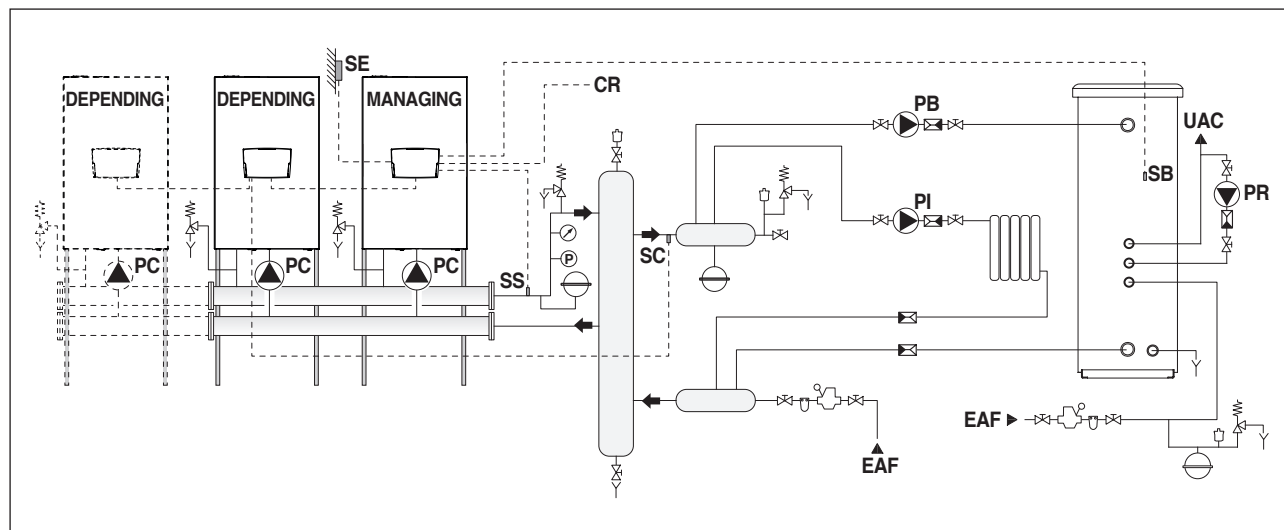 SE
DEPENDING
DEPENDING
MANAGING
CR
PB
UAC
SB
PR
PI
PC
PC
PC
SS
SC
P
EAF
EAF